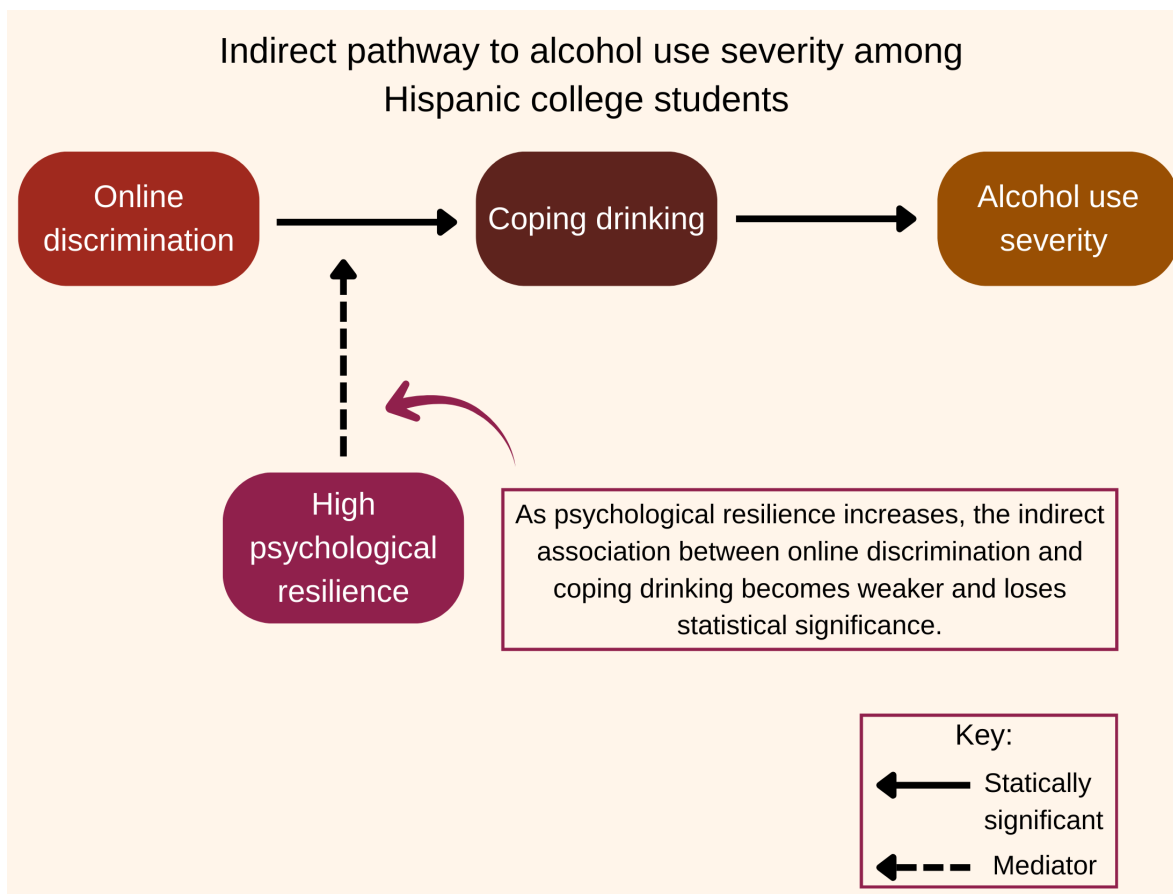 Indirect pathway to alcohol use severity among
Hispanic college students
Online
discrimination
Coping drinking
Alcohol use
severity
High
psychological
resilience
As psychological resilience increases, the indirect
association between online discrimination and
coping drinking becomes weaker and loses
statistical significance.
Key:
Statically
significant
Mediator